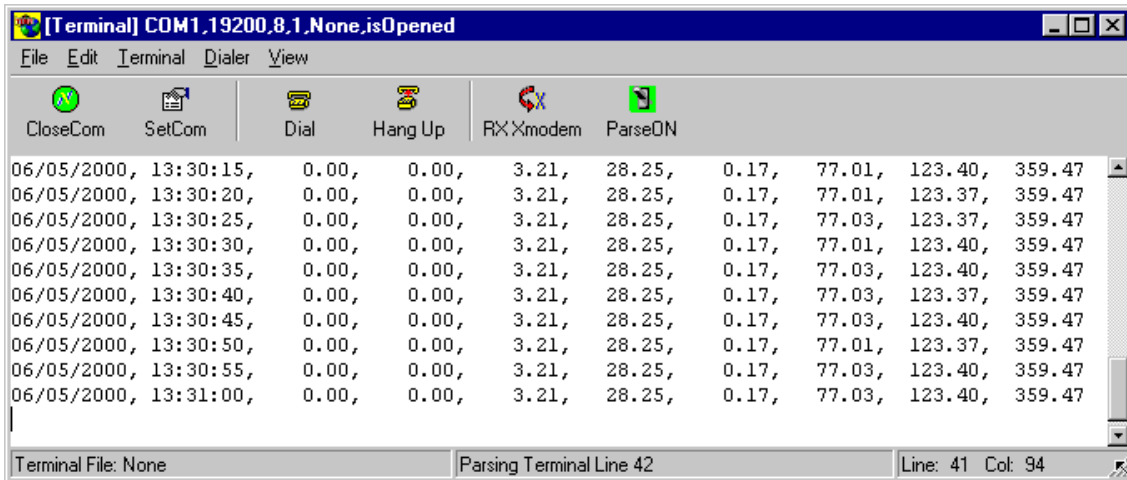 [Terminal] COM1,19200,8,1,None,isOpened
File Edit Terminal Dialer View
CloseCom SetCom Dial Hang Up RX Xmodem ParseON
06/05/2000, 13:30:15, 0.00, 0.00, 3.21, 28.25, 0.17, 77.01, 123.40, 359.47
06/05/2000, 13:30:20, 0.00, 0.00, 3.21, 28.25, 0.17, 77.01, 123.37, 359.47
06/05/2000, 13:30:25, 0.00, 0.00, 3.21, 28.25, 0.17, 77.03, 123.37, 359.47
06/05/2000, 13:30:30, 0.00, 0.00, 3.21, 28.25, 0.17, 77.01, 123.40, 359.47
06/05/2000, 13:30:35, 0.00, 0.00, 3.21, 28.25, 0.17, 77.03, 123.40, 359.47
06/05/2000, 13:30:40, 0.00, 0.00, 3.21, 28.25, 0.17, 77.03, 123.37, 359.47
06/05/2000, 13:30:45, 0.00, 0.00, 3.21, 28.25, 0.17, 77.03, 123.40, 359.47
06/05/2000, 13:30:50, 0.00, 0.00, 3.21, 28.25, 0.17, 77.01, 123.37, 359.47
06/05/2000, 13:30:55, 0.00, 0.00, 3.21, 28.25, 0.17, 77.03, 123.40, 359.47
06/05/2000, 13:31:00, 0.00, 0.00, 3.21, 28.25, 0.17, 77.03, 123.40, 359.47
Terminal File: None Parsing Terminal Line 42 Line: 41 Col: 94